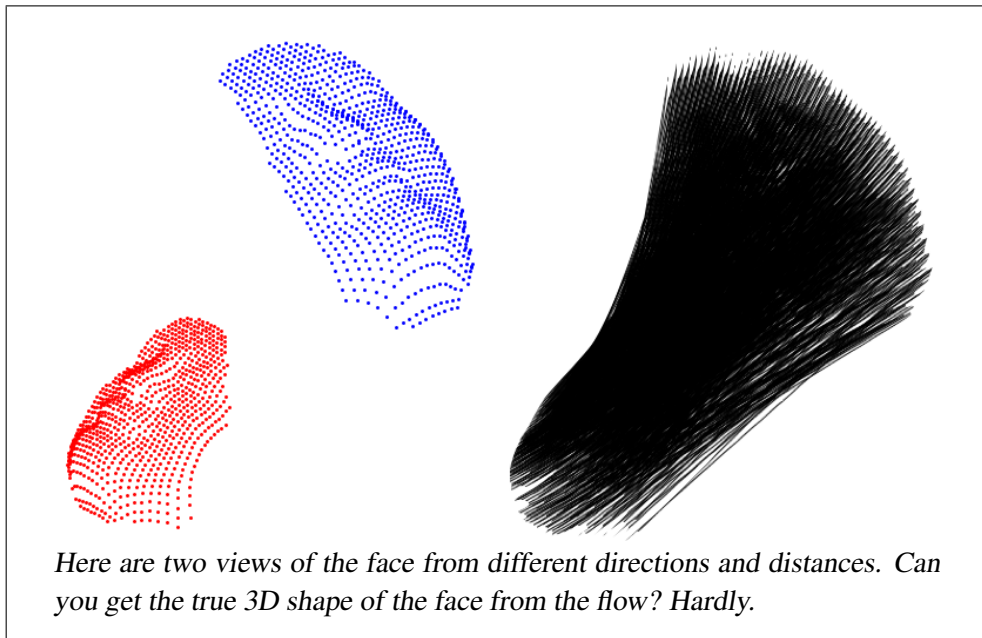 Here are two views of the face from different directions and distances. Can
you get the true 3D shape of the face from the flow? Hardly.